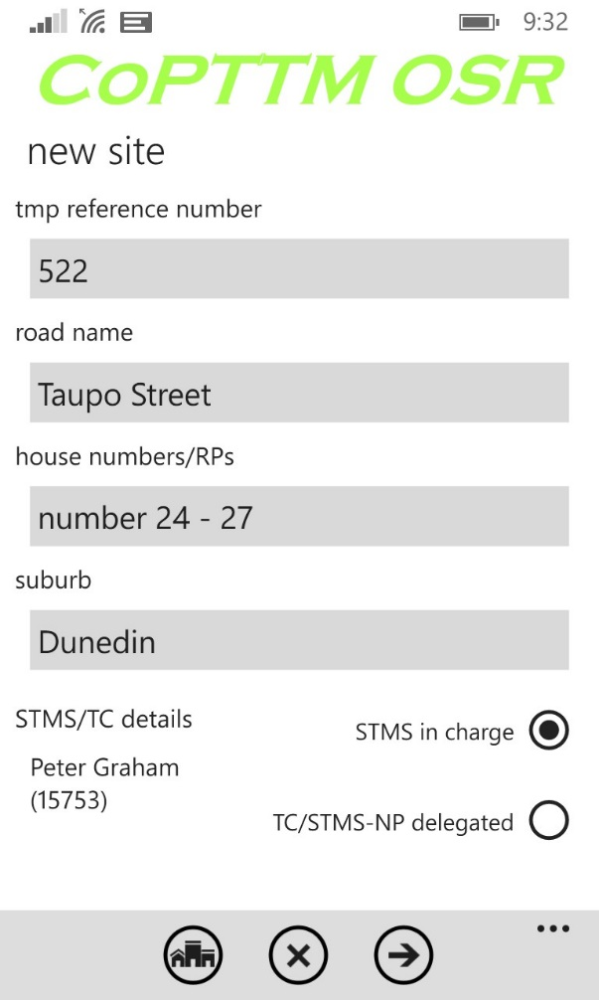 9:32
CoPTTM OSR
new site
tmp reference number
522
road name
Taupo Street
house numbers/RPs
number 24 - 27
suburb
Dunedin
STMS/TC details
STMS in charge
Peter Graham
(15753)
TC/STMS-NP delegated